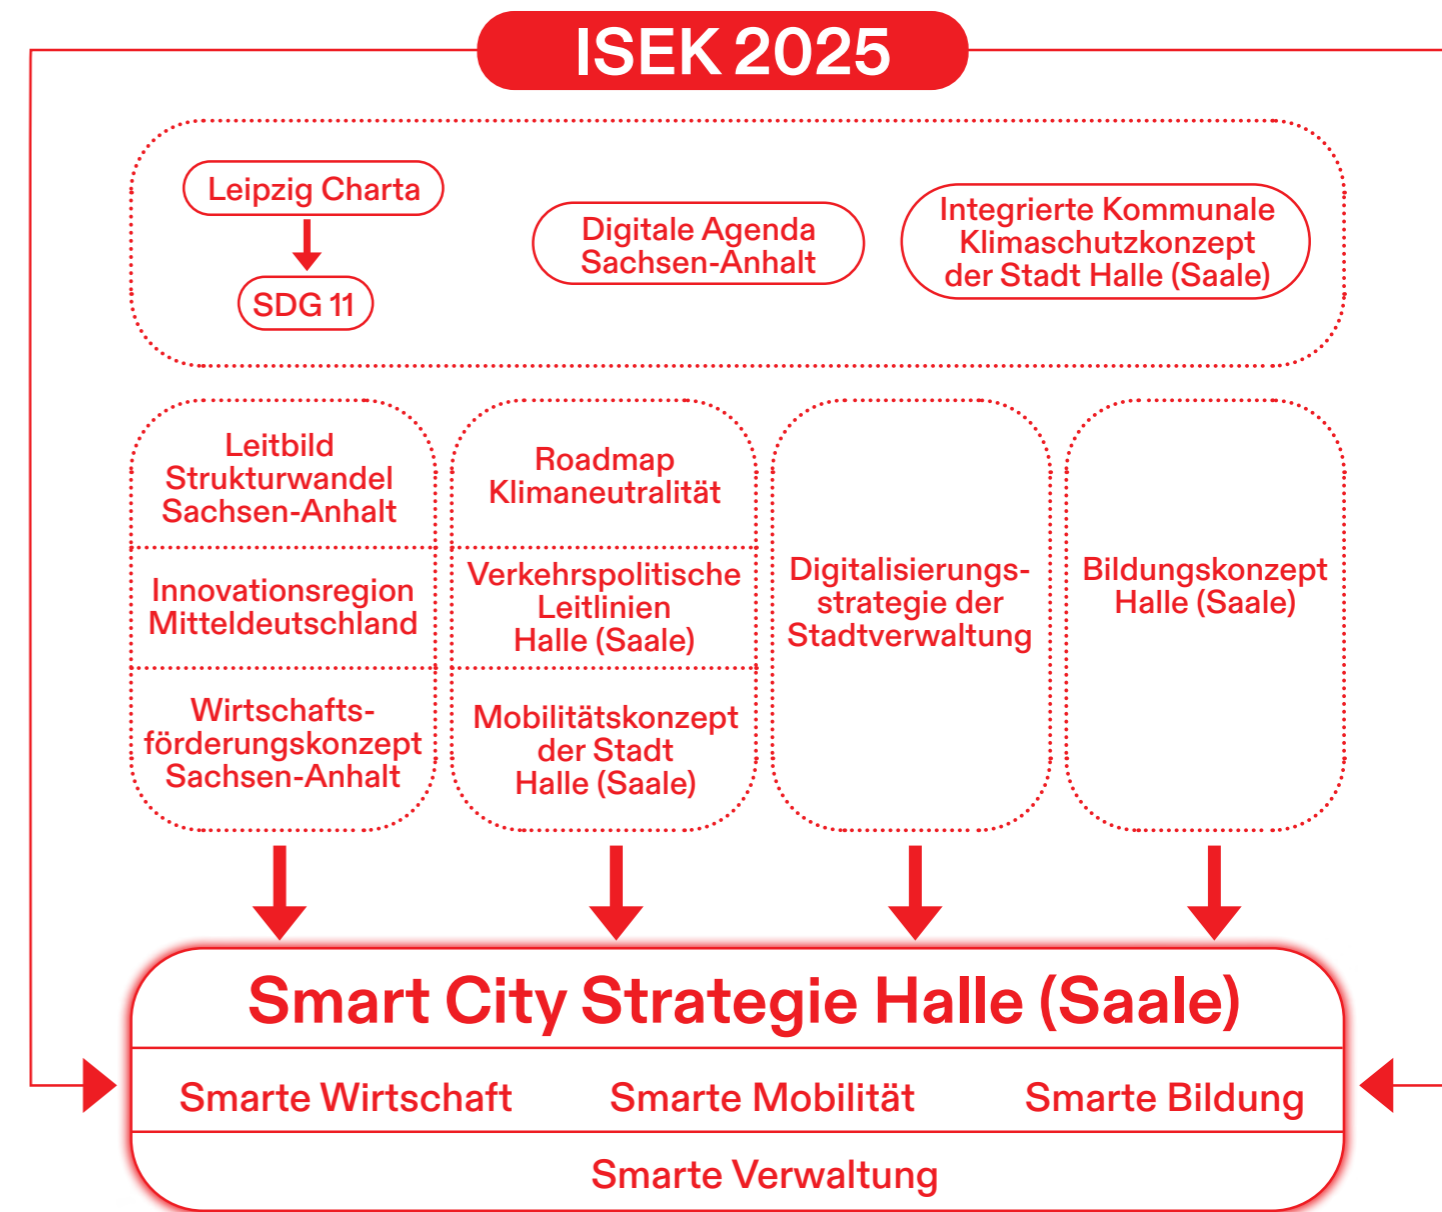 ISEK 2025
Leipzig Charta
SDG 11
Digitale Agenda
Sachsen-Anhalt
Integrierte Kommunale
Klimaschutzkonzept
der Stadt Halle (Saale)
Leitbild
Strukturwandel
Sachsen-Anhalt
Innovationsregion
Mitteldeutschland
Wirtschafts-
förderungskonzept
Sachsen-Anhalt
Roadmap
Klimaneutralität
Verkehrspolitische
Leitlinien
Halle (Saale)
Mobilitätskonzept
der Stadt
Halle (Saale)
Digitalisierungs-
strategie der
Stadtverwaltung
Bildungskonzept
Halle (Saale)
Smart City Strategie Halle (Saale)
Smarte Wirtschaft
Smarte Mobilität
Smarte Bildung
Smarte Verwaltung